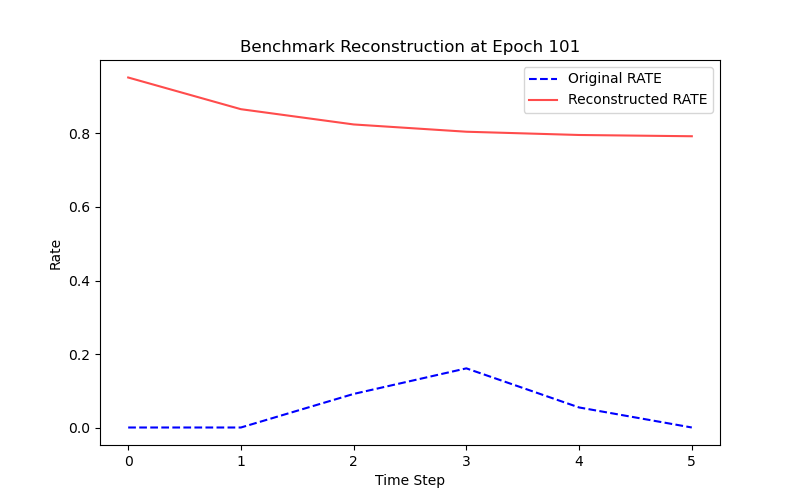 Benchmark Reconstruction at Epoch 101
Original RATE
Reconstructed RATE
0.8
0.6
0.4
0.2
0.0
Rate
0 1 2 3 4 5
Time Step